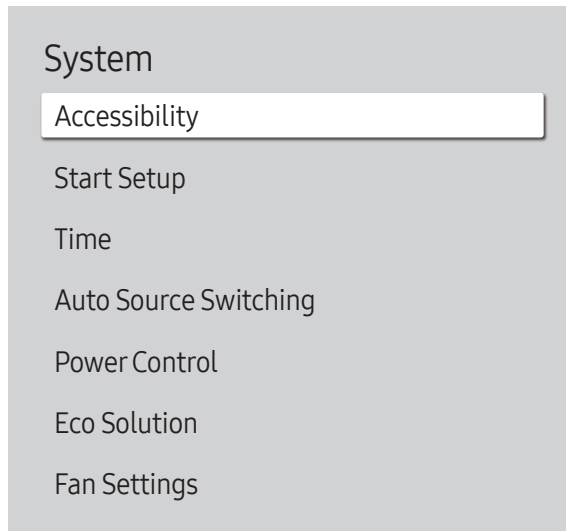 System
Accessibility
Start Setup
Time
Auto Source Switching
Power Control
Eco Solution
Fan Settings